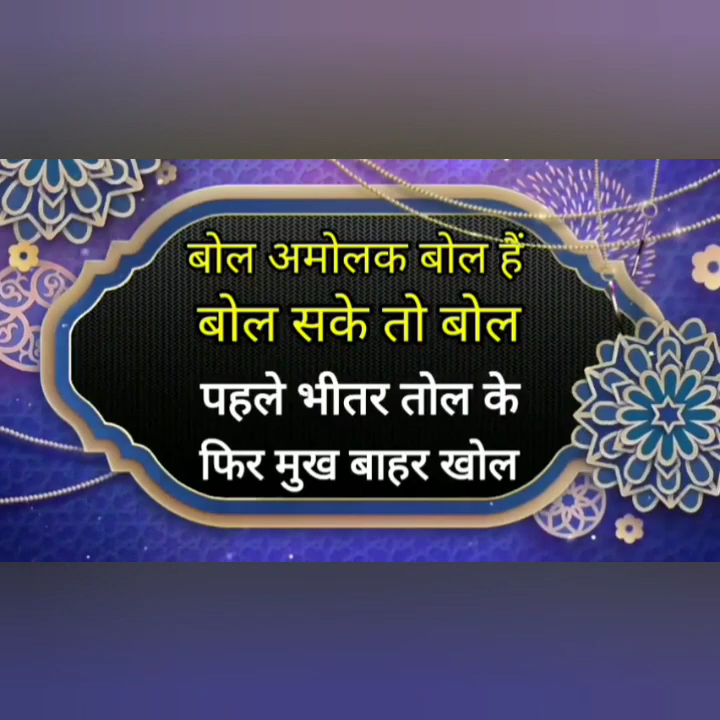 बोल अमोलक बोल हैं
बोल सके तो बोल
पहले भीतर तोल के
फिर मुख बाहर खोल